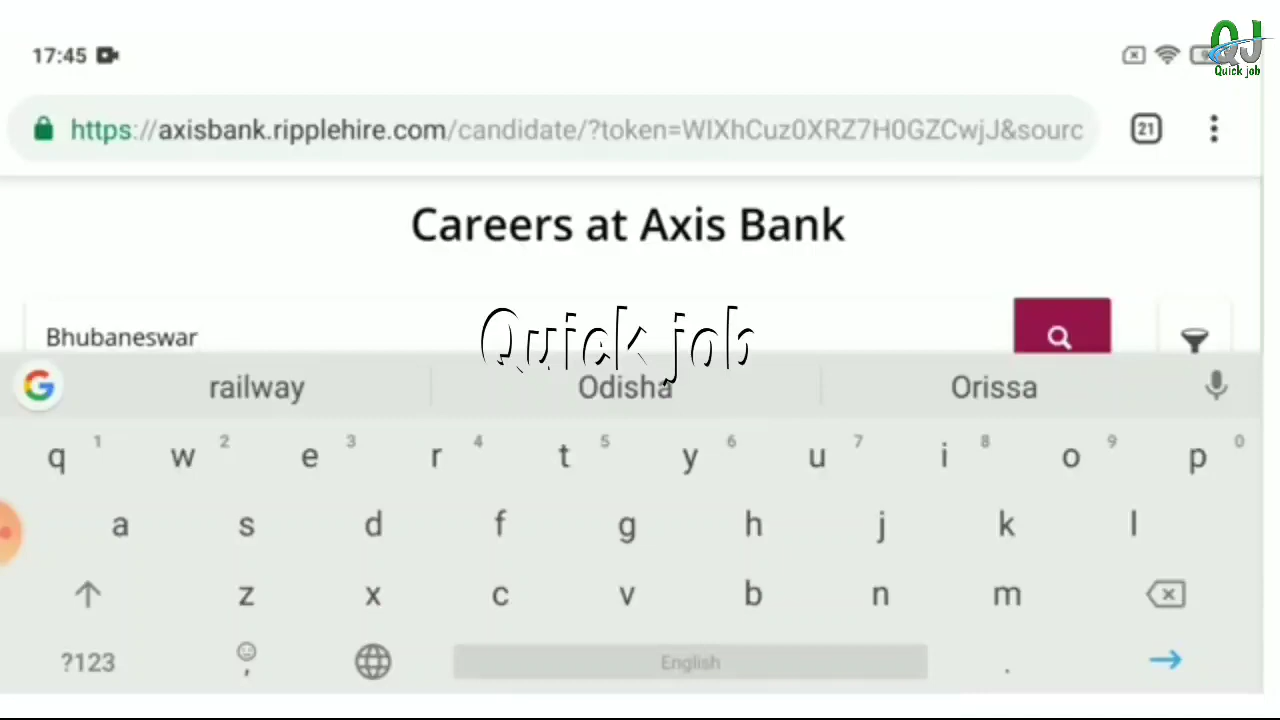 17:45
QJ
Quick job
https://axisbank.ripplehire.com/candidate/?token=WIXhCuz0XRZ7H0GZCwjJ&sourc
21
Careers at Axis Bank
Bhubaneswar
Quick job
railway Odisha Orissa
1 2 3 4 5 6 7 8 9 0
q w e r t y u i o p
a s d f g h j k l
z x c v b n m
?123 , English .